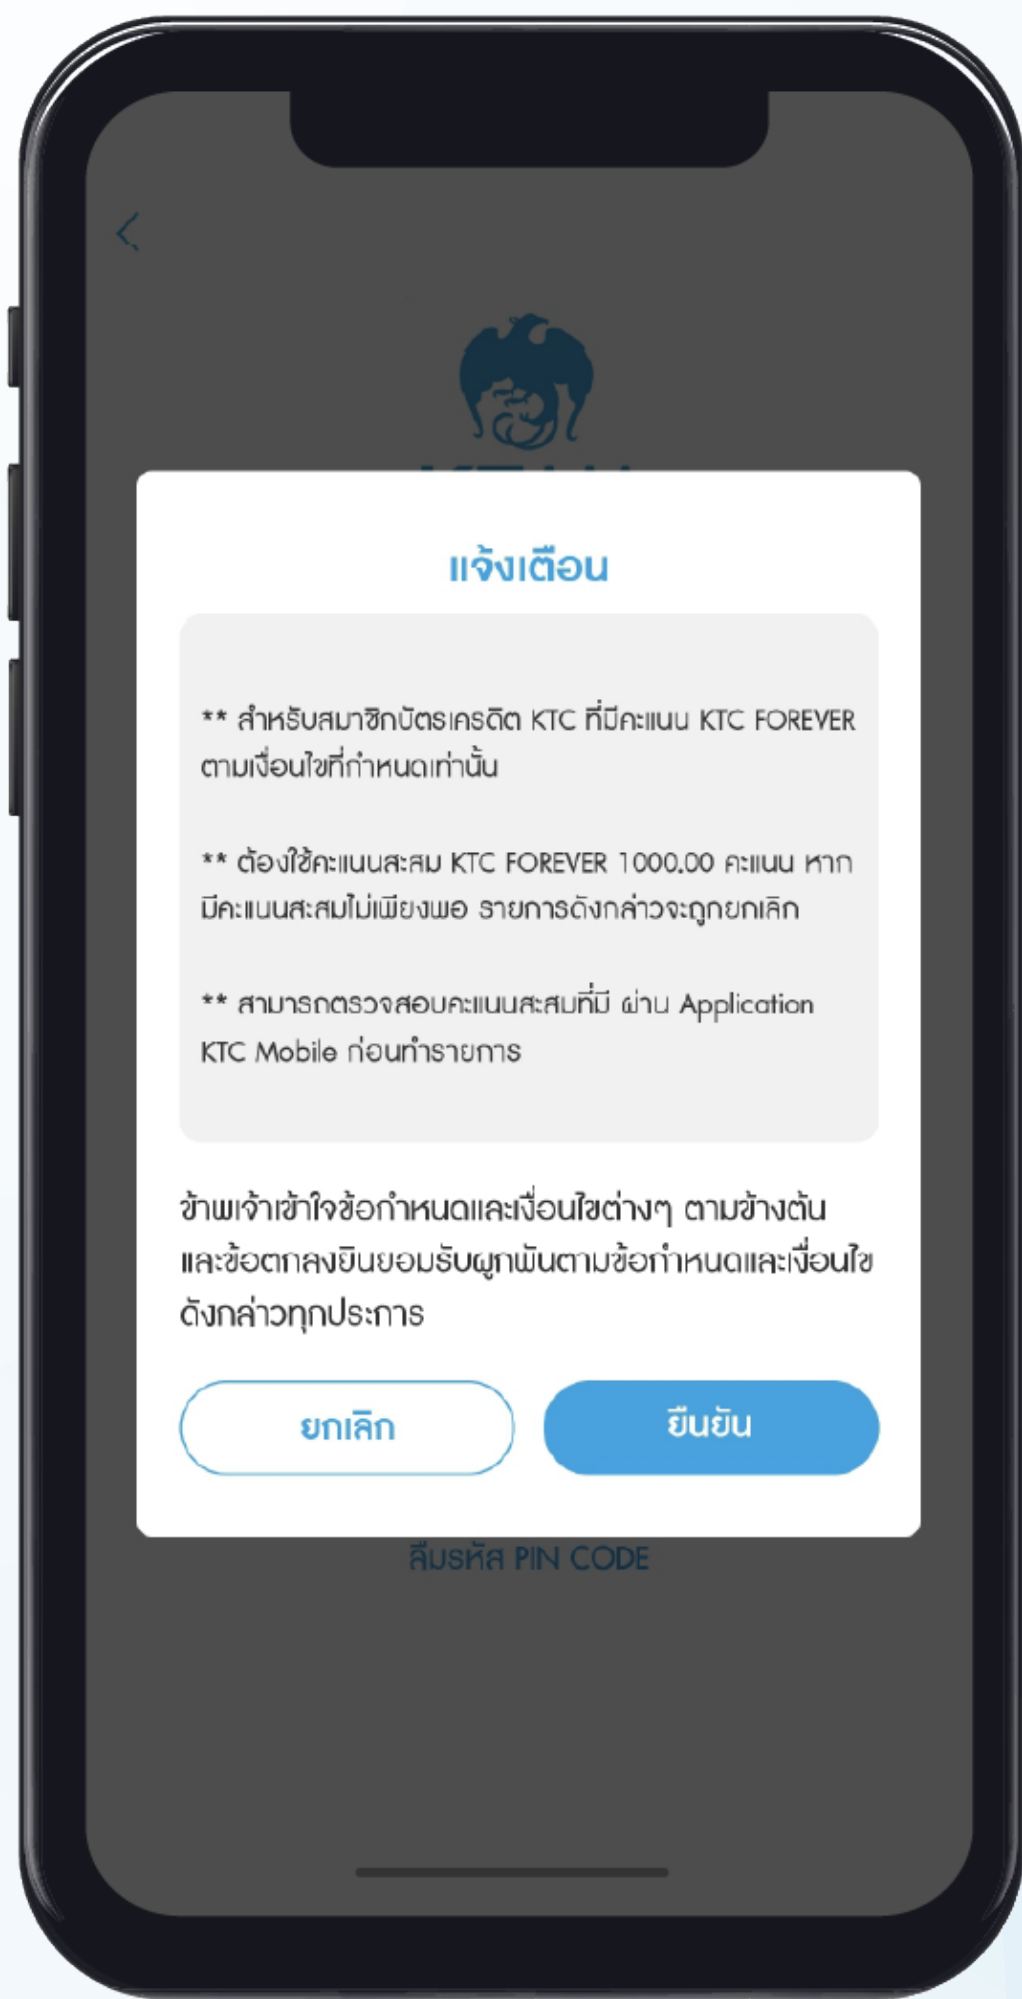 แจ้งเตือน
** สำหรับสมาชิกบัตรเครดิต KTC ที่มีคะแนน KTC FOREVER
ตามเงื่อนไขที่กำหนดเท่านั้น
** ต้องใช้คะแนนสะสม KTC FOREVER 1000.00 คะแนน หาก
มีคะแนนสะสมไม่เพียงพอ รายการดังกล่าวจะถูกยกเลิก
** สามารถตรวจสอบคะแนนสะสมที่มี ผ่าน Application
KTC Mobile ก่อนทำรายการ
ข้าพเจ้าเข้าใจข้อกำหนดและเงื่อนไขต่างๆ ตามข้างต้น
และข้อตกลงยินยอมรับผูกพันตามข้อกำหนดและเงื่อนไข
ดังกล่าวทุกประการ
ยกเลิก
ยืนยัน
ลืมรหัส PIN CODE